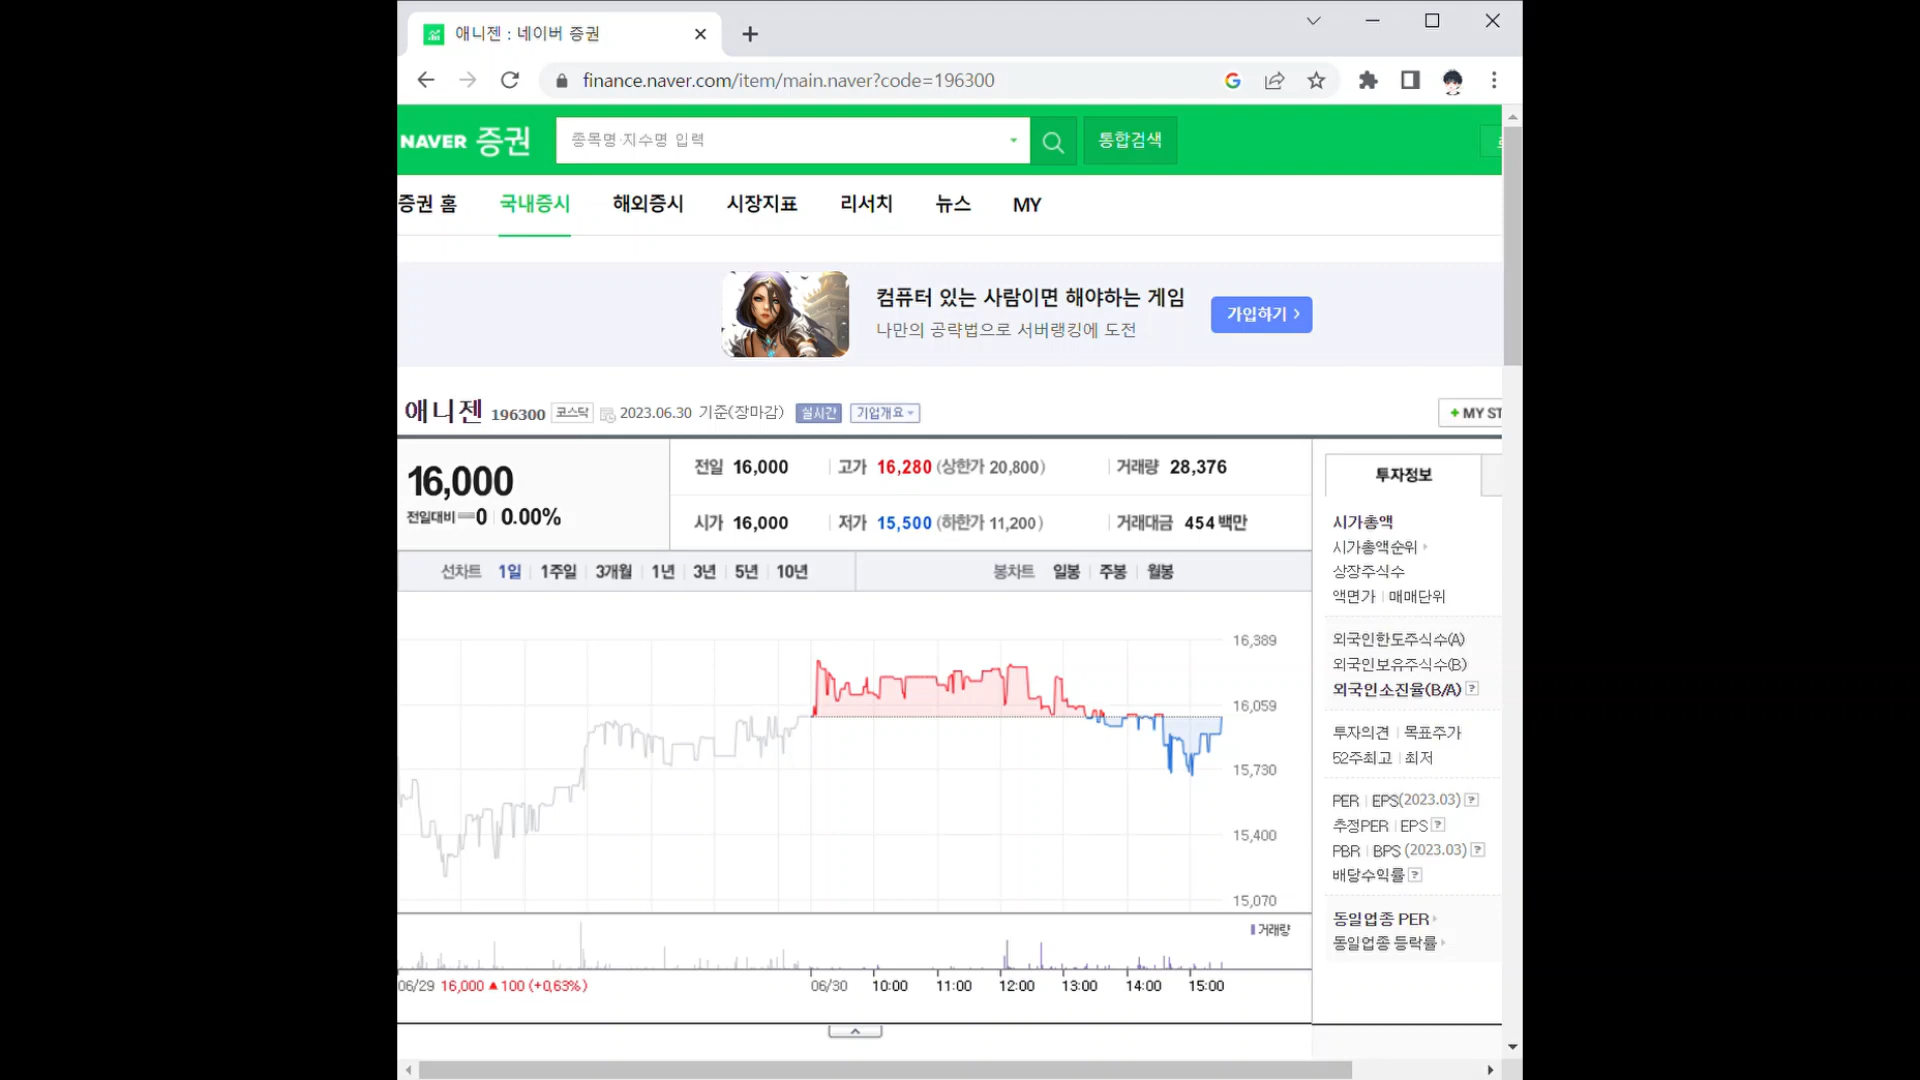 애니젠 : 네이버 증권
finance.naver.com/item/main.naver?code=196300
NAVER 증권
종목명·지수명 입력
통합검색
증권 홈 국내증시 해외증시 시장지표 리서치 뉴스 MY
컴퓨터 있는 사람이면 해야하는 게임
나만의 공략법으로 서버랭킹에 도전
가입하기
애니젠 196300 코스닥 2023.06.30 기준(장마감) 실시간 기업개요
+ MY ST
16,000
전일대비 0 0.00%
전일 16,000 고가 16,280 (상한가 20,800) 거래량 28,376
시가 16,000 저가 15,500 (하한가 11,200) 거래대금 454 백만
선차트 1일 1주일 3개월 1년 3년 5년 10년 봉차트 일봉 주봉 월봉
16,389
16,059
15,730
15,400
15,070
거래량
06/29 16,000 ▲ 100 (+0.63%) 06/30 10:00 11:00 12:00 13:00 14:00 15:00
투자정보
시가총액
시가총액순위
상장주식수
액면가 매매단위
외국인한도주식수(A)
외국인보유주식수(B)
외국인소진율(B/A) ?
투자의견 목표주가
52주최고 최저
PER EPS(2023.03) ?
추정PER EPS ?
PBR BPS (2023.03) ?
배당수익률 ?
동일업종 PER
동일업종 등락률